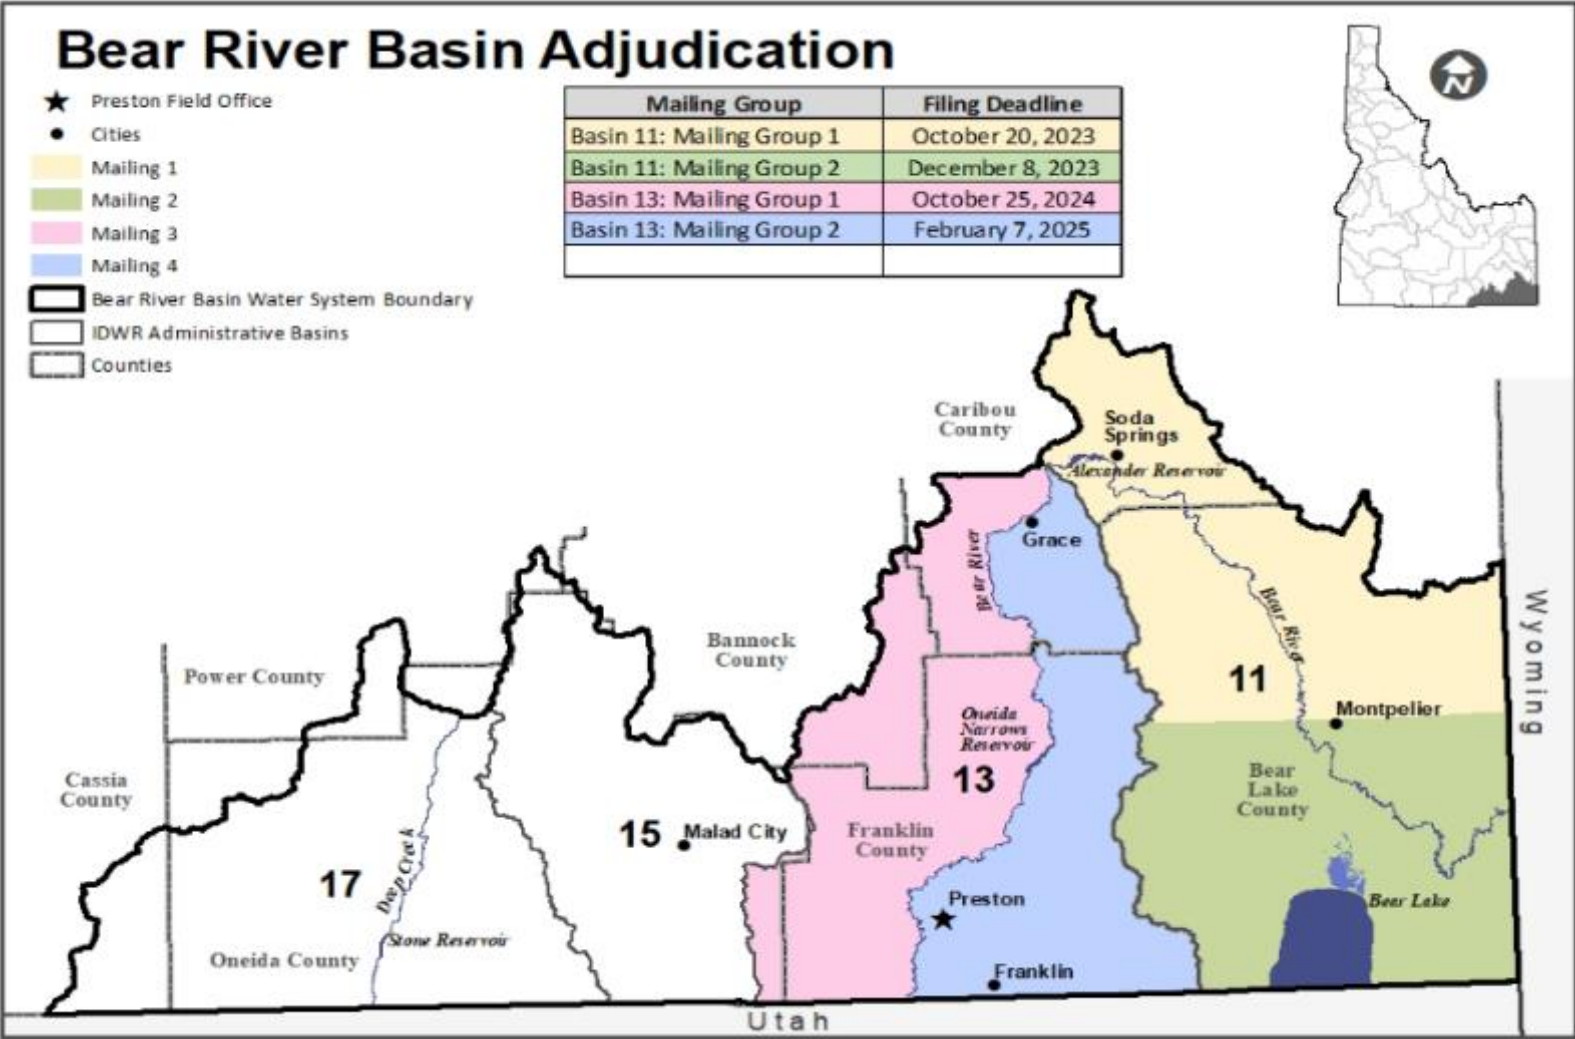 Bear River Basin Adjudication
Preston Field Office
Cities
Mailing 1
Mailing 2
Mailing 3
Mailing 4
Bear River Basin Water System Boundary
IDWR Administrative Basins
Counties
Mailing Group Filing Deadline
Basin 11: Mailing Group 1 October 20, 2023
Basin 11: Mailing Group 2 December 8, 2023
Basin 13: Mailing Group 1 October 25, 2024
Basin 13: Mailing Group 2 February 7, 2025
N
Caribou
County
Soda
Springs
Alexander Reservoir
Grace
Bear River
Bear River
Bannock
County
Power County
11
Montpelier
Wyoming
Oneida
Narrows
Reservoir
13
Cassia
County
Bear
Lake
County
15
Malad City
Franklin
County
17
Deep Creek
Preston
Bear Lake
Stone Reservoir
Oneida County
Franklin
Utah